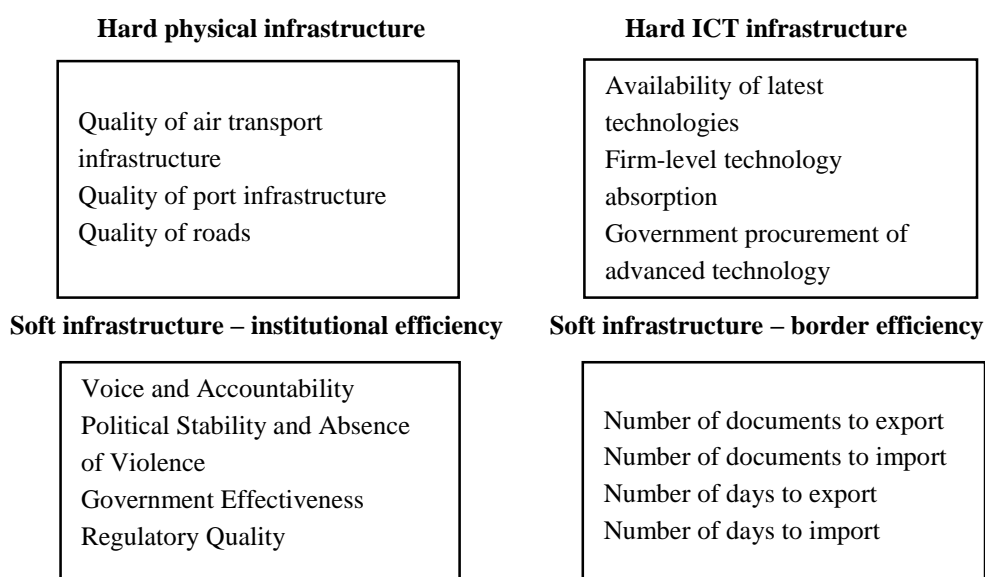 Hard physical infrastructure
Quality of air transport
infrastructure
Quality of port infrastructure
Quality of roads
Hard ICT infrastructure
Availability of latest
technologies
Firm-level technology
absorption
Government procurement of
advanced technology
Soft infrastructure – institutional efficiency
Voice and Accountability
Political Stability and Absence
of Violence
Government Effectiveness
Regulatory Quality
Soft infrastructure – border efficiency
Number of documents to export
Number of documents to import
Number of days to export
Number of days to import